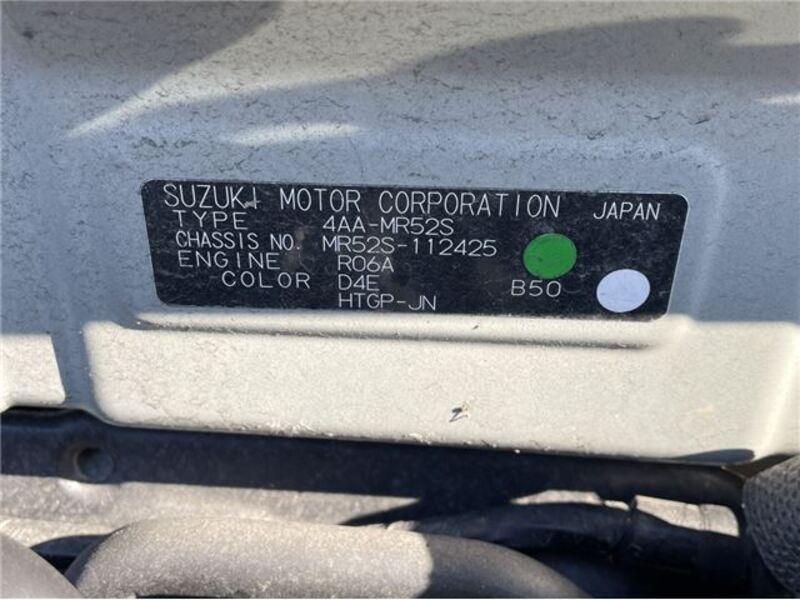 SUZUKI MOTOR CORPORATION JAPAN
TYPE 4AA-MR52S
CHASSIS NO. MR52S-112425
ENGINE R06A
COLOR D4E B50
HTGP-JN